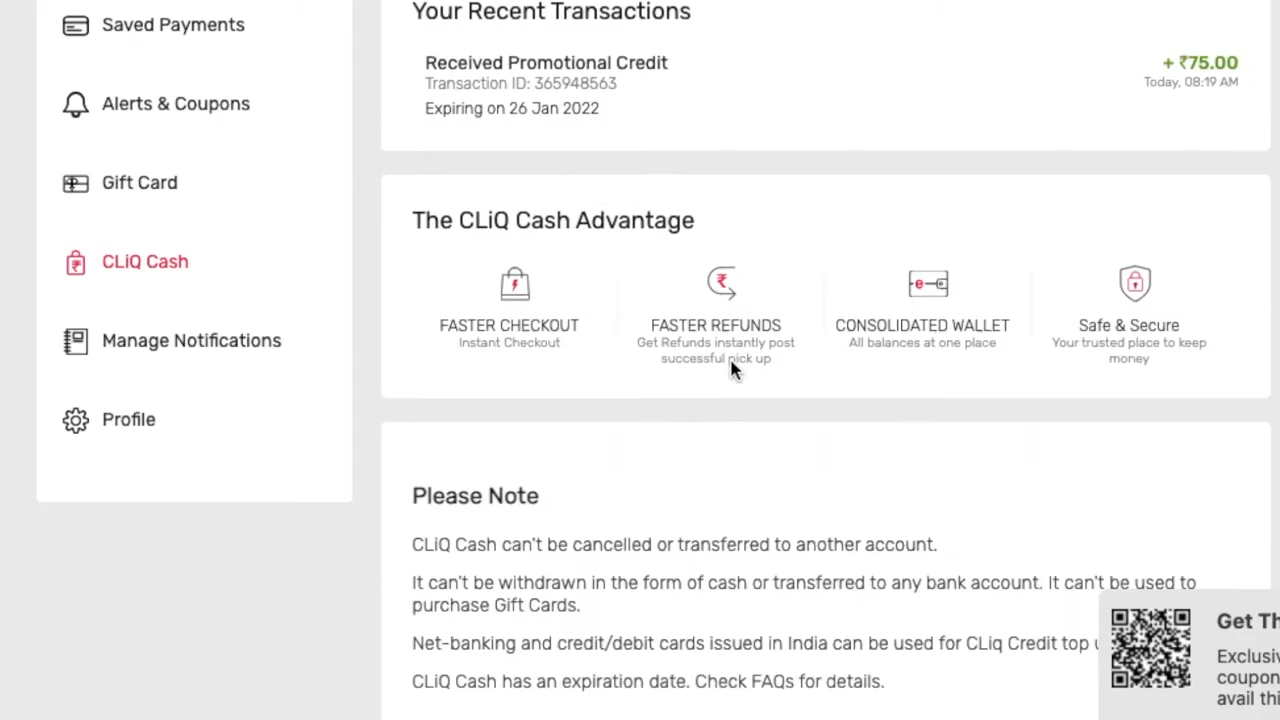 Saved Payments
Alerts & Coupons
Gift Card
CLiQ Cash
Manage Notifications
Profile
Your Recent Transactions
Received Promotional Credit
+ ₹75.00
Transaction ID: 365948563
Today, 08:19 AM
Expiring on 26 Jan 2022
The CLiQ Cash Advantage
FASTER CHECKOUT
Instant Checkout
FASTER REFUNDS
Get Refunds instantly post
successful pick up
CONSOLIDATED WALLET
All balances at one place
Safe & Secure
Your trusted place to keep
money
Please Note
CLiQ Cash can't be cancelled or transferred to another account.
It can't be withdrawn in the form of cash or transferred to any bank account. It can't be used to
purchase Gift Cards.
Net-banking and credit/debit cards issued in India can be used for CLiq Credit top
CLiQ Cash has an expiration date. Check FAQs for details.
Get
avail